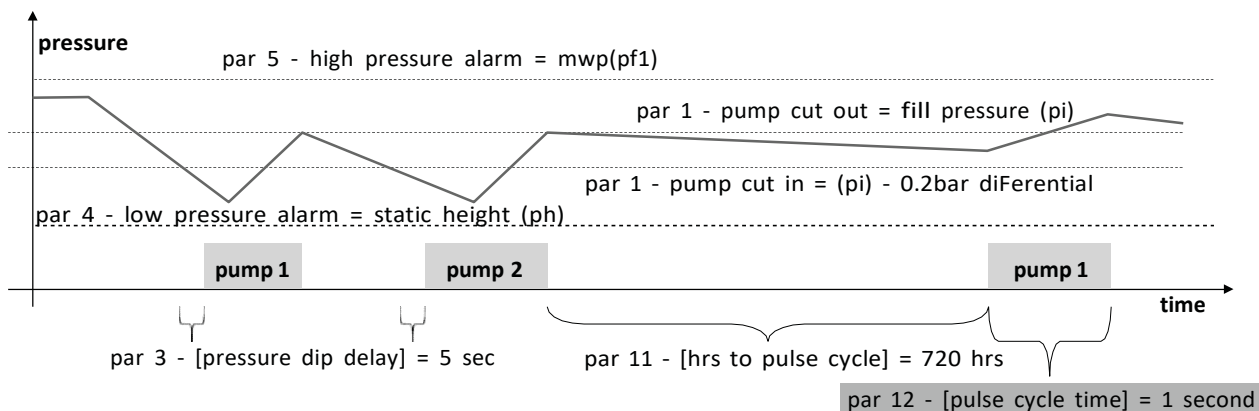 pressure
par 5 - high pressure alarm = mwp(pf1)
par 1 - pump cut out = fill pressure (pi)
par 1 - pump cut in = (pi) - 0.2bar diFerential
par 4 - low pressure alarm = static height (ph)
pump 1
pump 2
pump 1
time
par 3 - [pressure dip delay] = 5 sec
par 11 - [hrs to pulse cycle] = 720 hrs
par 12 - [pulse cycle time] = 1 second